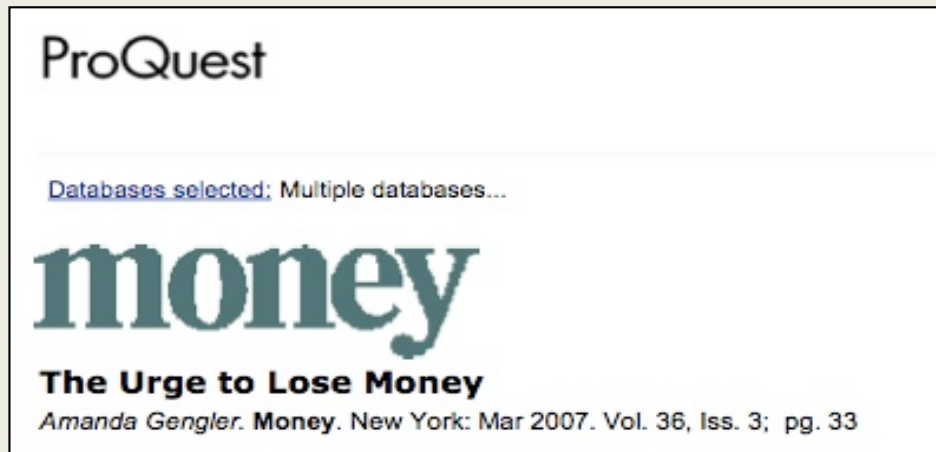 ProQuest
Databases selected: Multiple databases...
money
The Urge to Lose Money
Amanda Gengler. Money. New York: Mar 2007. Vol. 36, Iss. 3; pg. 33